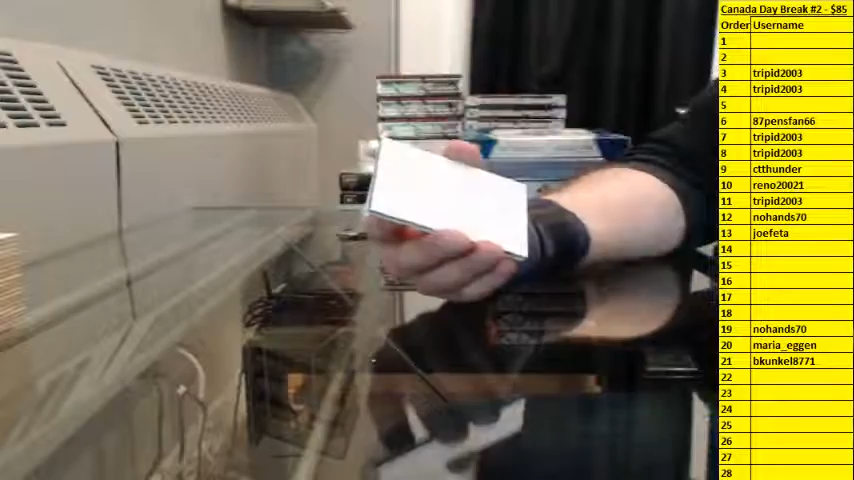 Canada Day Break #2 - $85
Order Username
1
2
3 tripid2003
4 tripid2003
5
6 87pensfan66
7 tripid2003
8 tripid2003
9 ctthunder
10 reno20021
11 tripid2003
12 nohands70
13 joefeta
14
15
16
17
18
19 nohands70
20 maria_eggen
21 bkunkel8771
22
23
24
25
26
27
28